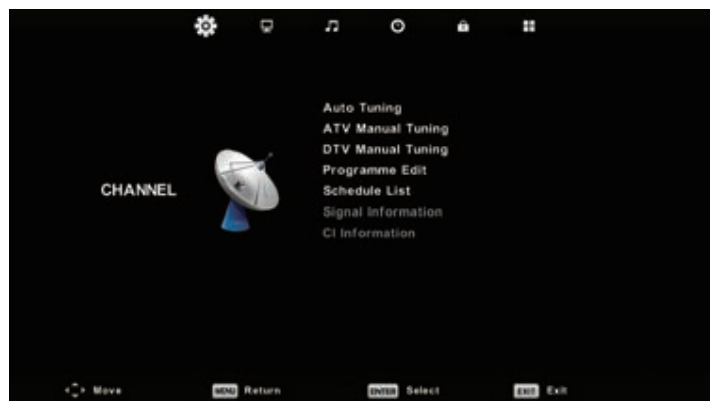 Auto Tuning
ATV Manual Tuning
DTV Manual Tuning
Programme Edit
CHANNEL
Schedule List
Signal Information
CI Information
Move
MENU Return
ENTER Select
EXIT Exit